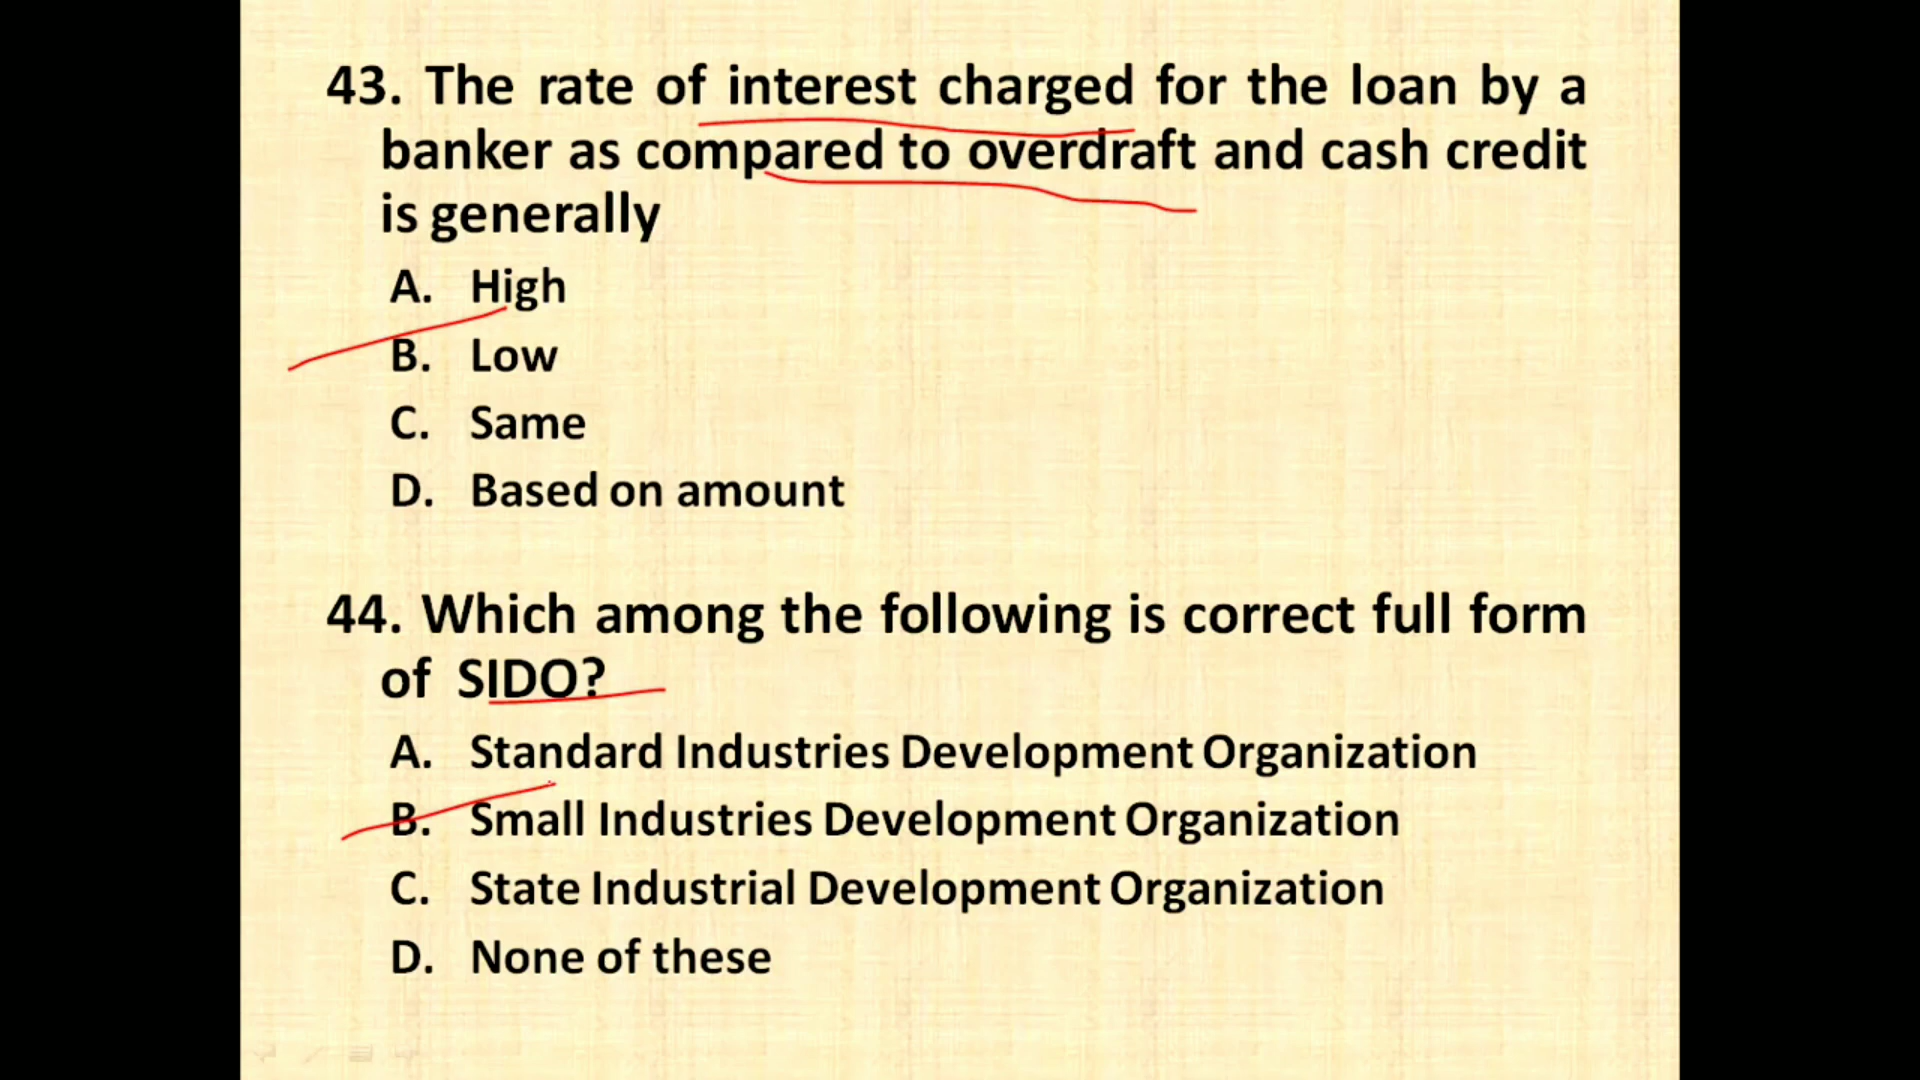 43. The rate of interest charged for the loan by a
banker as compared to overdraft and cash credit
is generally
A. High
B. Low
C. Same
D. Based on amount
44. Which among the following is correct full form
of SIDO?
A. Standard Industries Development Organization
B. Small Industries Development Organization
C. State Industrial Development Organization
D. None of these